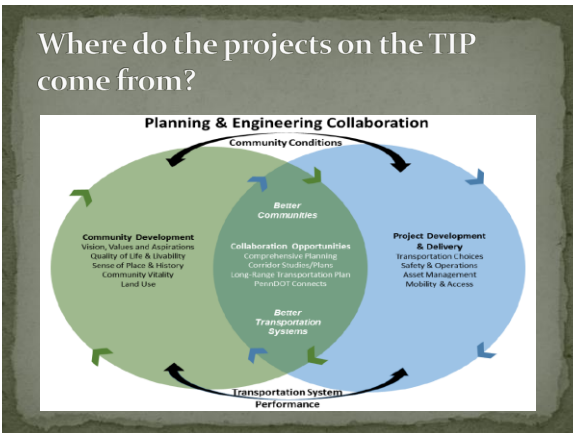 Where do the projects on the TIP
come from?
Planning & Engineering Collaboration
Community Conditions
Better
Communities
Community Development
Vision, Values and Aspirations
Quality of Life & Livability
Sense of Place & History
Community Vitality
Land Use
Collaboration Opportunities
Comprehensive Planning
Corridor Studies/Plans
Long-Range Transportation Plan
PennDOT Connects
Project Development
& Delivery
Transportation Choices
Safety & Operations
Asset Management
Mobility & Access
Better
Transportation
Systems
Transportation System
Performance